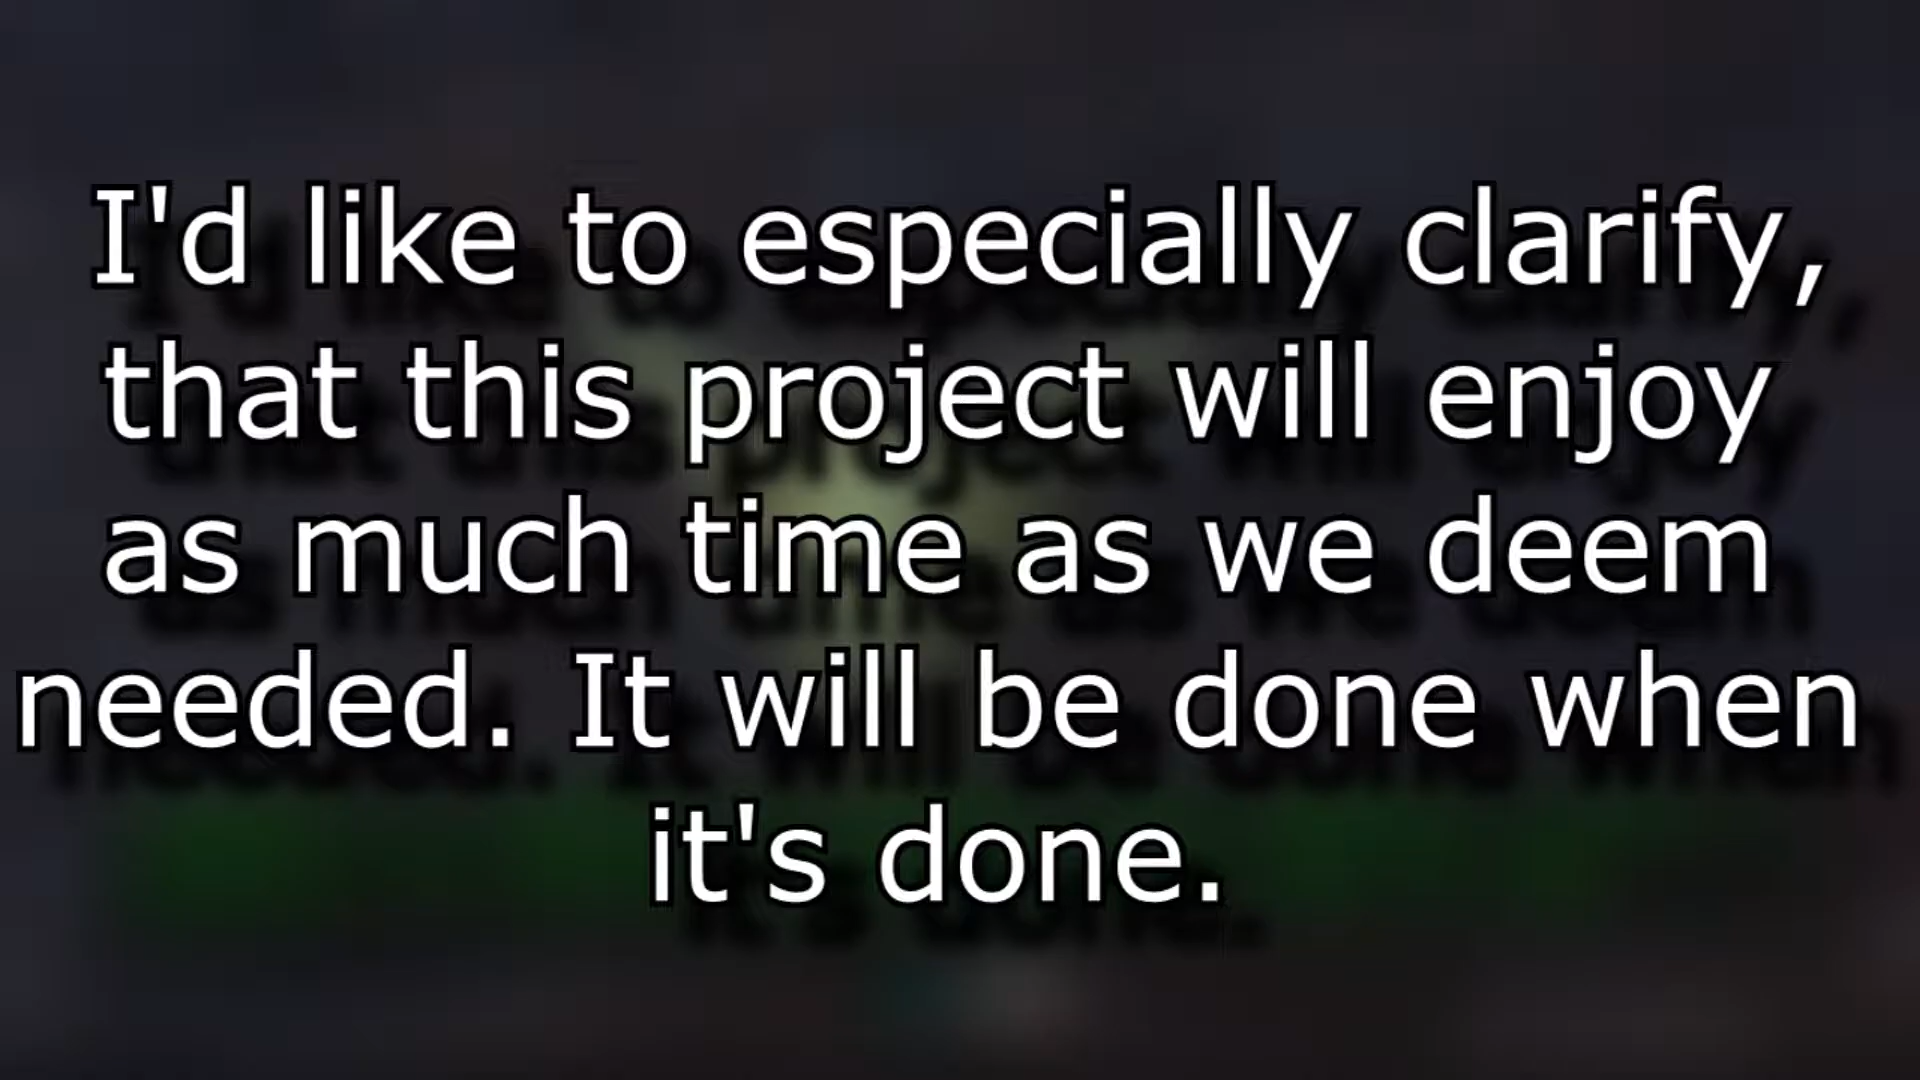 I'd like to especially clarify,
that this project will enjoy
as much time as we deem
needed. It will be done when
it's done.